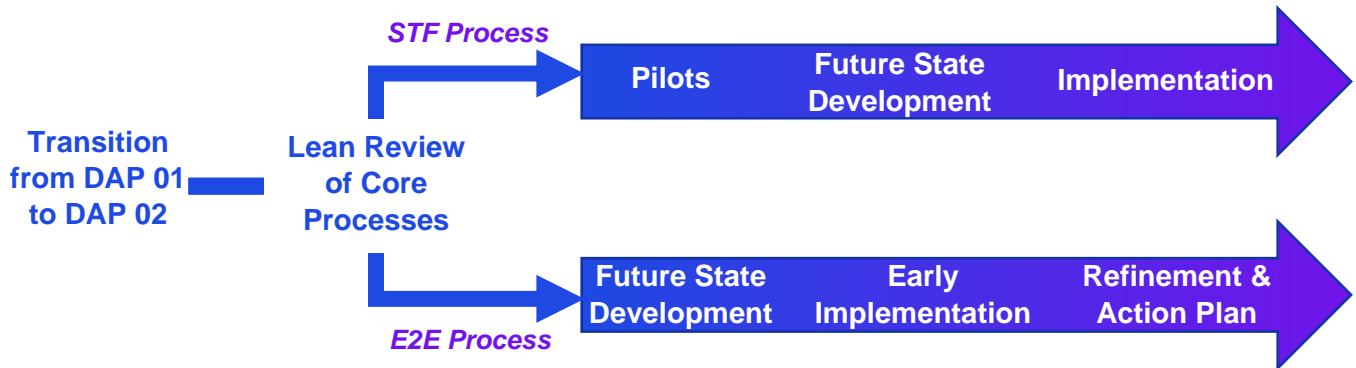 Transition
from DAP 01
to DAP 02
Lean Review
of Core
Processes
STF Process
Pilots
Future State
Development
Implementation
E2E Process
Future State
Development
Early
Implementation
Refinement &
Action Plan